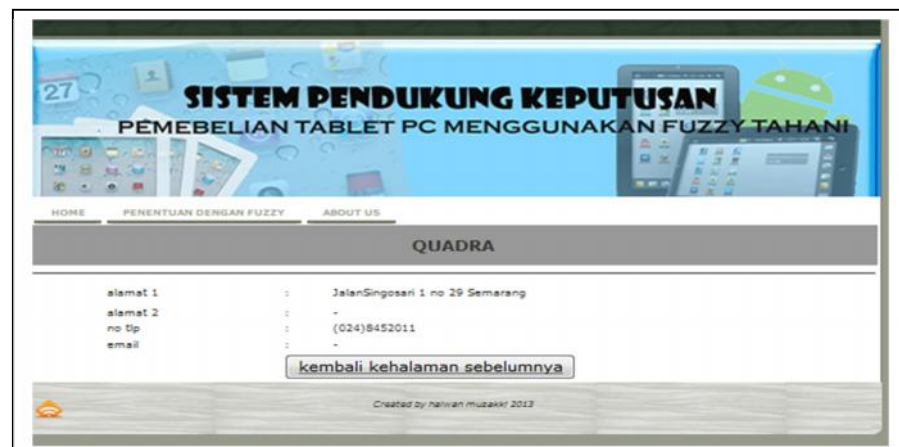 27
SISTEM PENDUKUNG KEPUTUSAN
PEMEBELIAN TABLET PC MENGGUNAKAN FUZZY TAHANI
HOME PENENTUAN DENGAN FUZZY ABOUT US
QUADRA
alamat 1 : JalanSingosari 1 no 29 Semarang
alamat 2 : -
no tlp : (024)8452011
email : -
kembali kehalaman sebelumnya
Created by halwan muzakki 2013